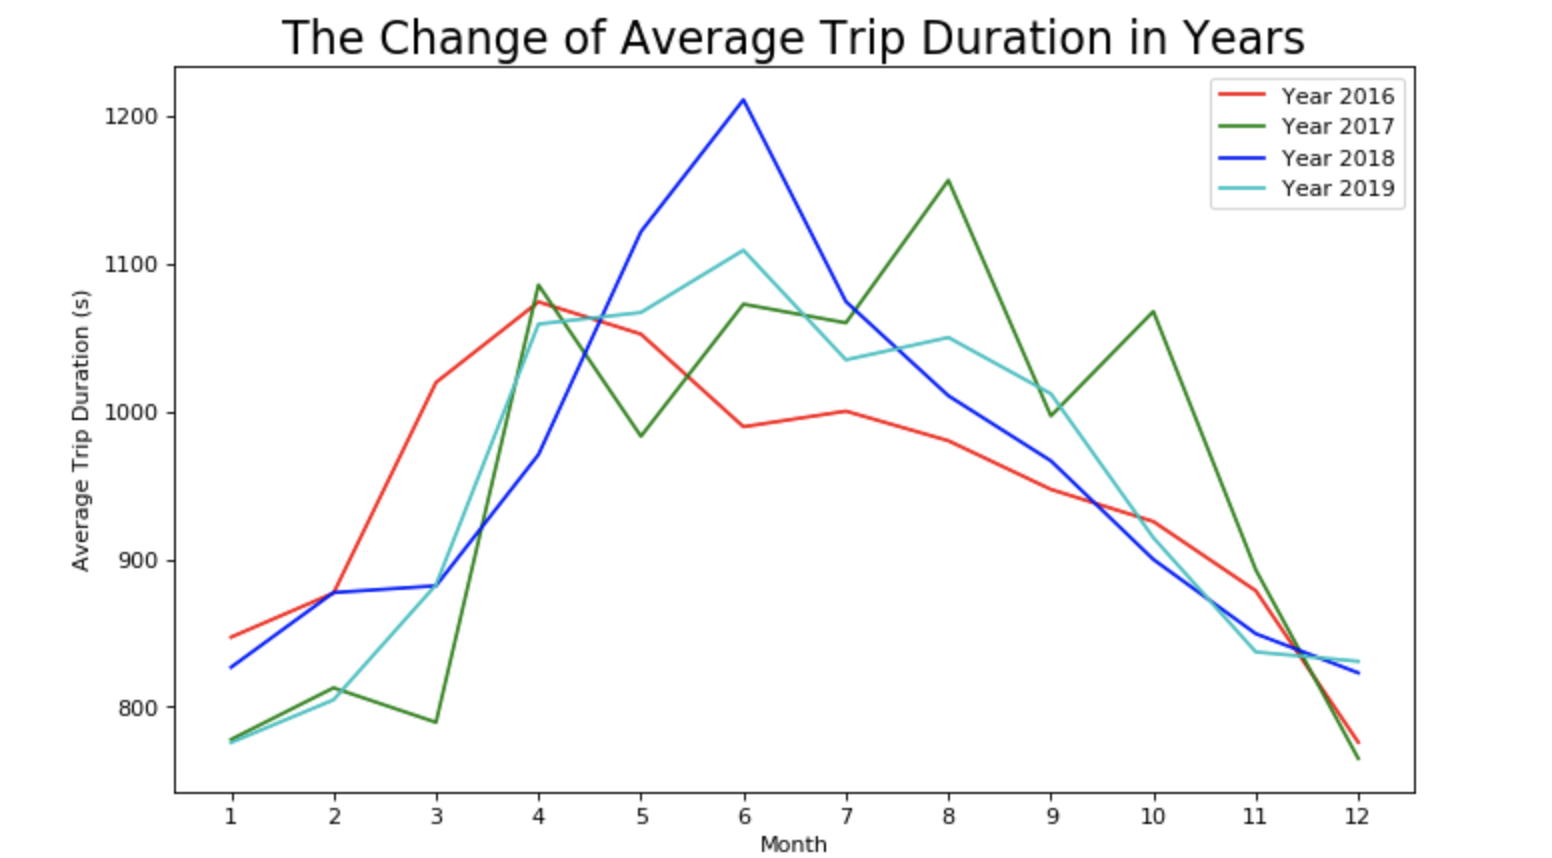 The Change of Average Trip Duration in Years
Year 2016
Year 2017
Year 2018
Year 2019
Average Trip Duration (s)
1200
1100
1000
900
800
1 2 3 4 5 6 7 8 9 10 11 12
Month